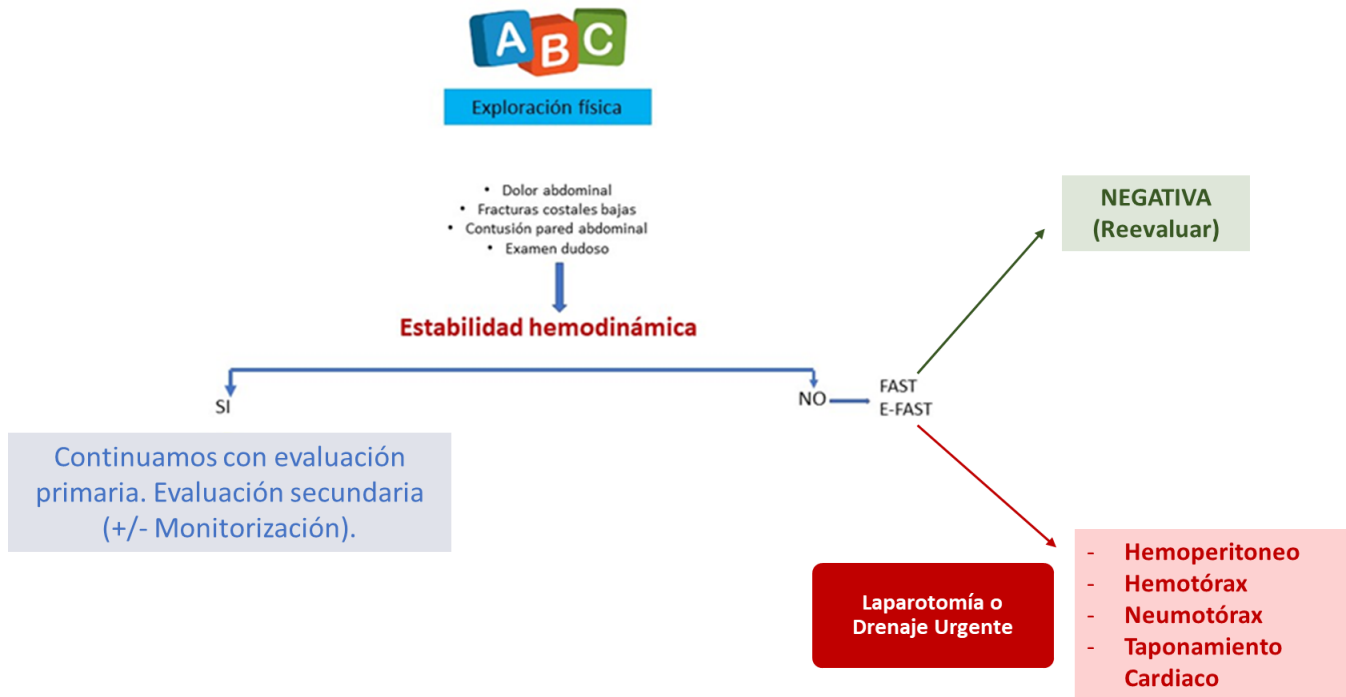 A B C
Exploración física
• Dolor abdominal
• Fracturas costales bajas
• Contusión pared abdominal
• Examen dudoso
Estabilidad hemodinámica
SI
NO
FAST
E-FAST
NEGATIVA
(Reevaluar)
Continuamos con evaluación
primaria. Evaluación secundaria
(+/- Monitorización).
Laparotomía o
Drenaje Urgente
- Hemoperitoneo
- Hemotórax
- Neumotórax
- Taponamiento
Cardiaco